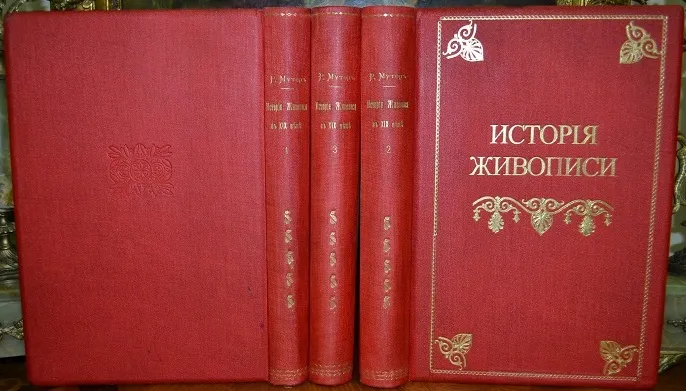 Р. Мутеръ
Исторія Живописи
въ XIX вѣкѣ
1
Р. Мутеръ
Исторія Живописи
въ XIX вѣкѣ
3
Р. Мутеръ
Исторія Живописи
въ XIX вѣкѣ
2
ИСТОРІЯ
ЖИВОПИСИ